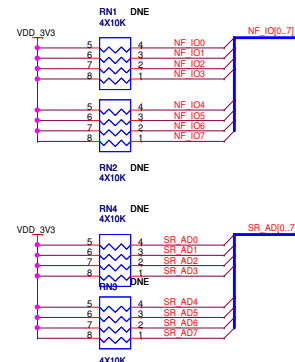 RN1 DNE
4X10K
VDD_3V3
NF_IO[0..7]
5 4 NF_IO0
6 3 NF_IO1
7 2 NF_IO2
8 1 NF_IO3
5 4 NF_IO4
6 3 NF_IO5
7 2 NF_IO6
8 1 NF_IO7
RN2 DNE
4X10K
RN4 DNE
4X10K
VDD_3V3
SR_AD[0..7]
5 4 SR_AD0
6 3 SR_AD1
7 2 SR_AD2
8 1 SR_AD3
RN3 DNE
5 4 SR_AD4
6 3 SR_AD5
7 2 SR_AD6
8 1 SR_AD7
4X10K